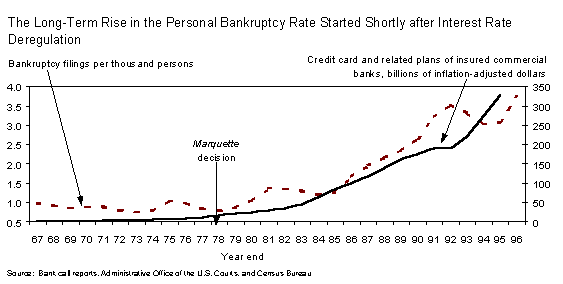 The Long-Term Rise in the Personal Bankruptcy Rate Started Shortly after Interest Rate
Deregulation
Bankruptcy filings per thousand persons
Credit card and related plans of insured commercial
banks, billions of inflation-adjusted dollars
Marquette
decision
4.0
3.5
3.0
2.5
2.0
1.5
1.0
0.5
350
300
250
200
150
100
50
0
67 68 69 70 71 72 73 74 75 76 77 78 79 80 81 82 83 84 85 86 87 88 89 90 91 92 93 94 95 96
Year end
Source: Bank call reports, Administrative Office of the U.S. Courts, and Census Bureau